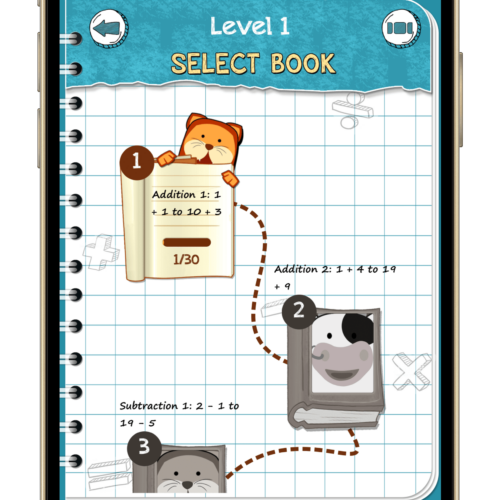 Level 1
SELECT BOOK
1
Addition 1: 1
+ 1 to 10 + 3
1/30
Addition 2: 1 + 4 to 19
+ 9
2
Subtraction 1: 2 - 1 to
19 - 5
3